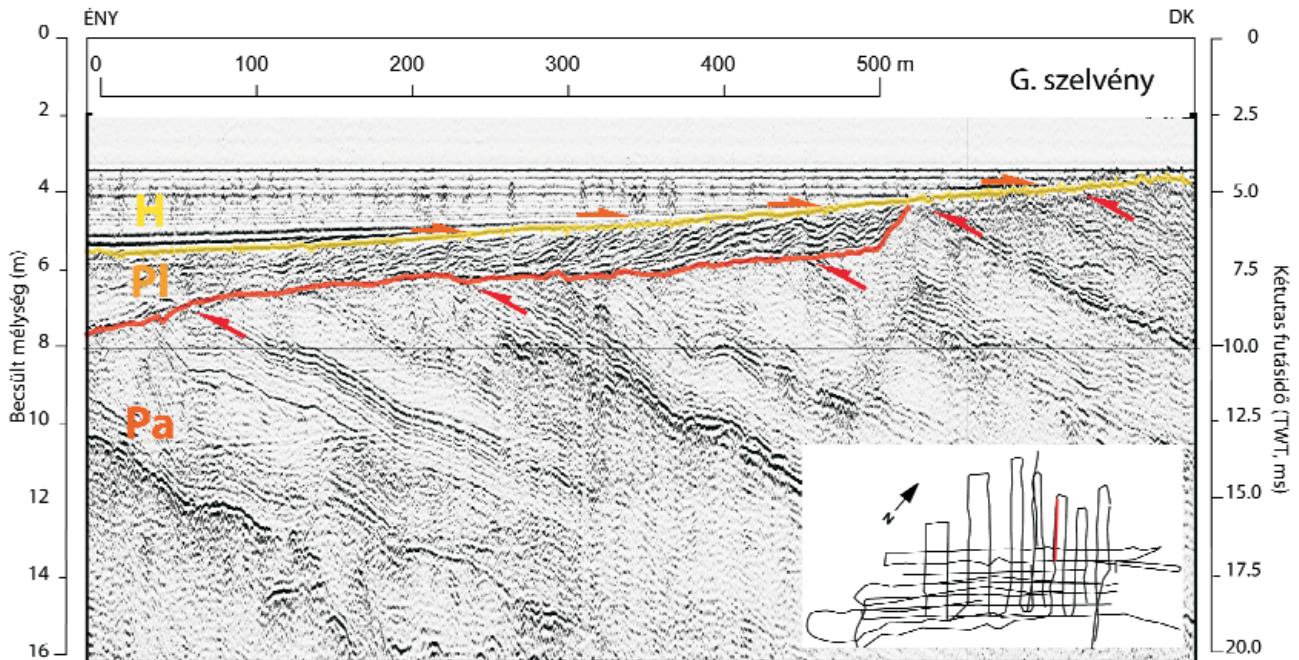 ÉNY
DK
0
0
0 100 200 300 400 500 m
G. szelvény
2
2.5
4
5.0
H
6
7.5
Pl
8
10.0
Pa
10
12.5
12
15.0
14
17.5
16
20.0
Becsült mélység (m)
Kétutas futásidő (TWT, ms)
N